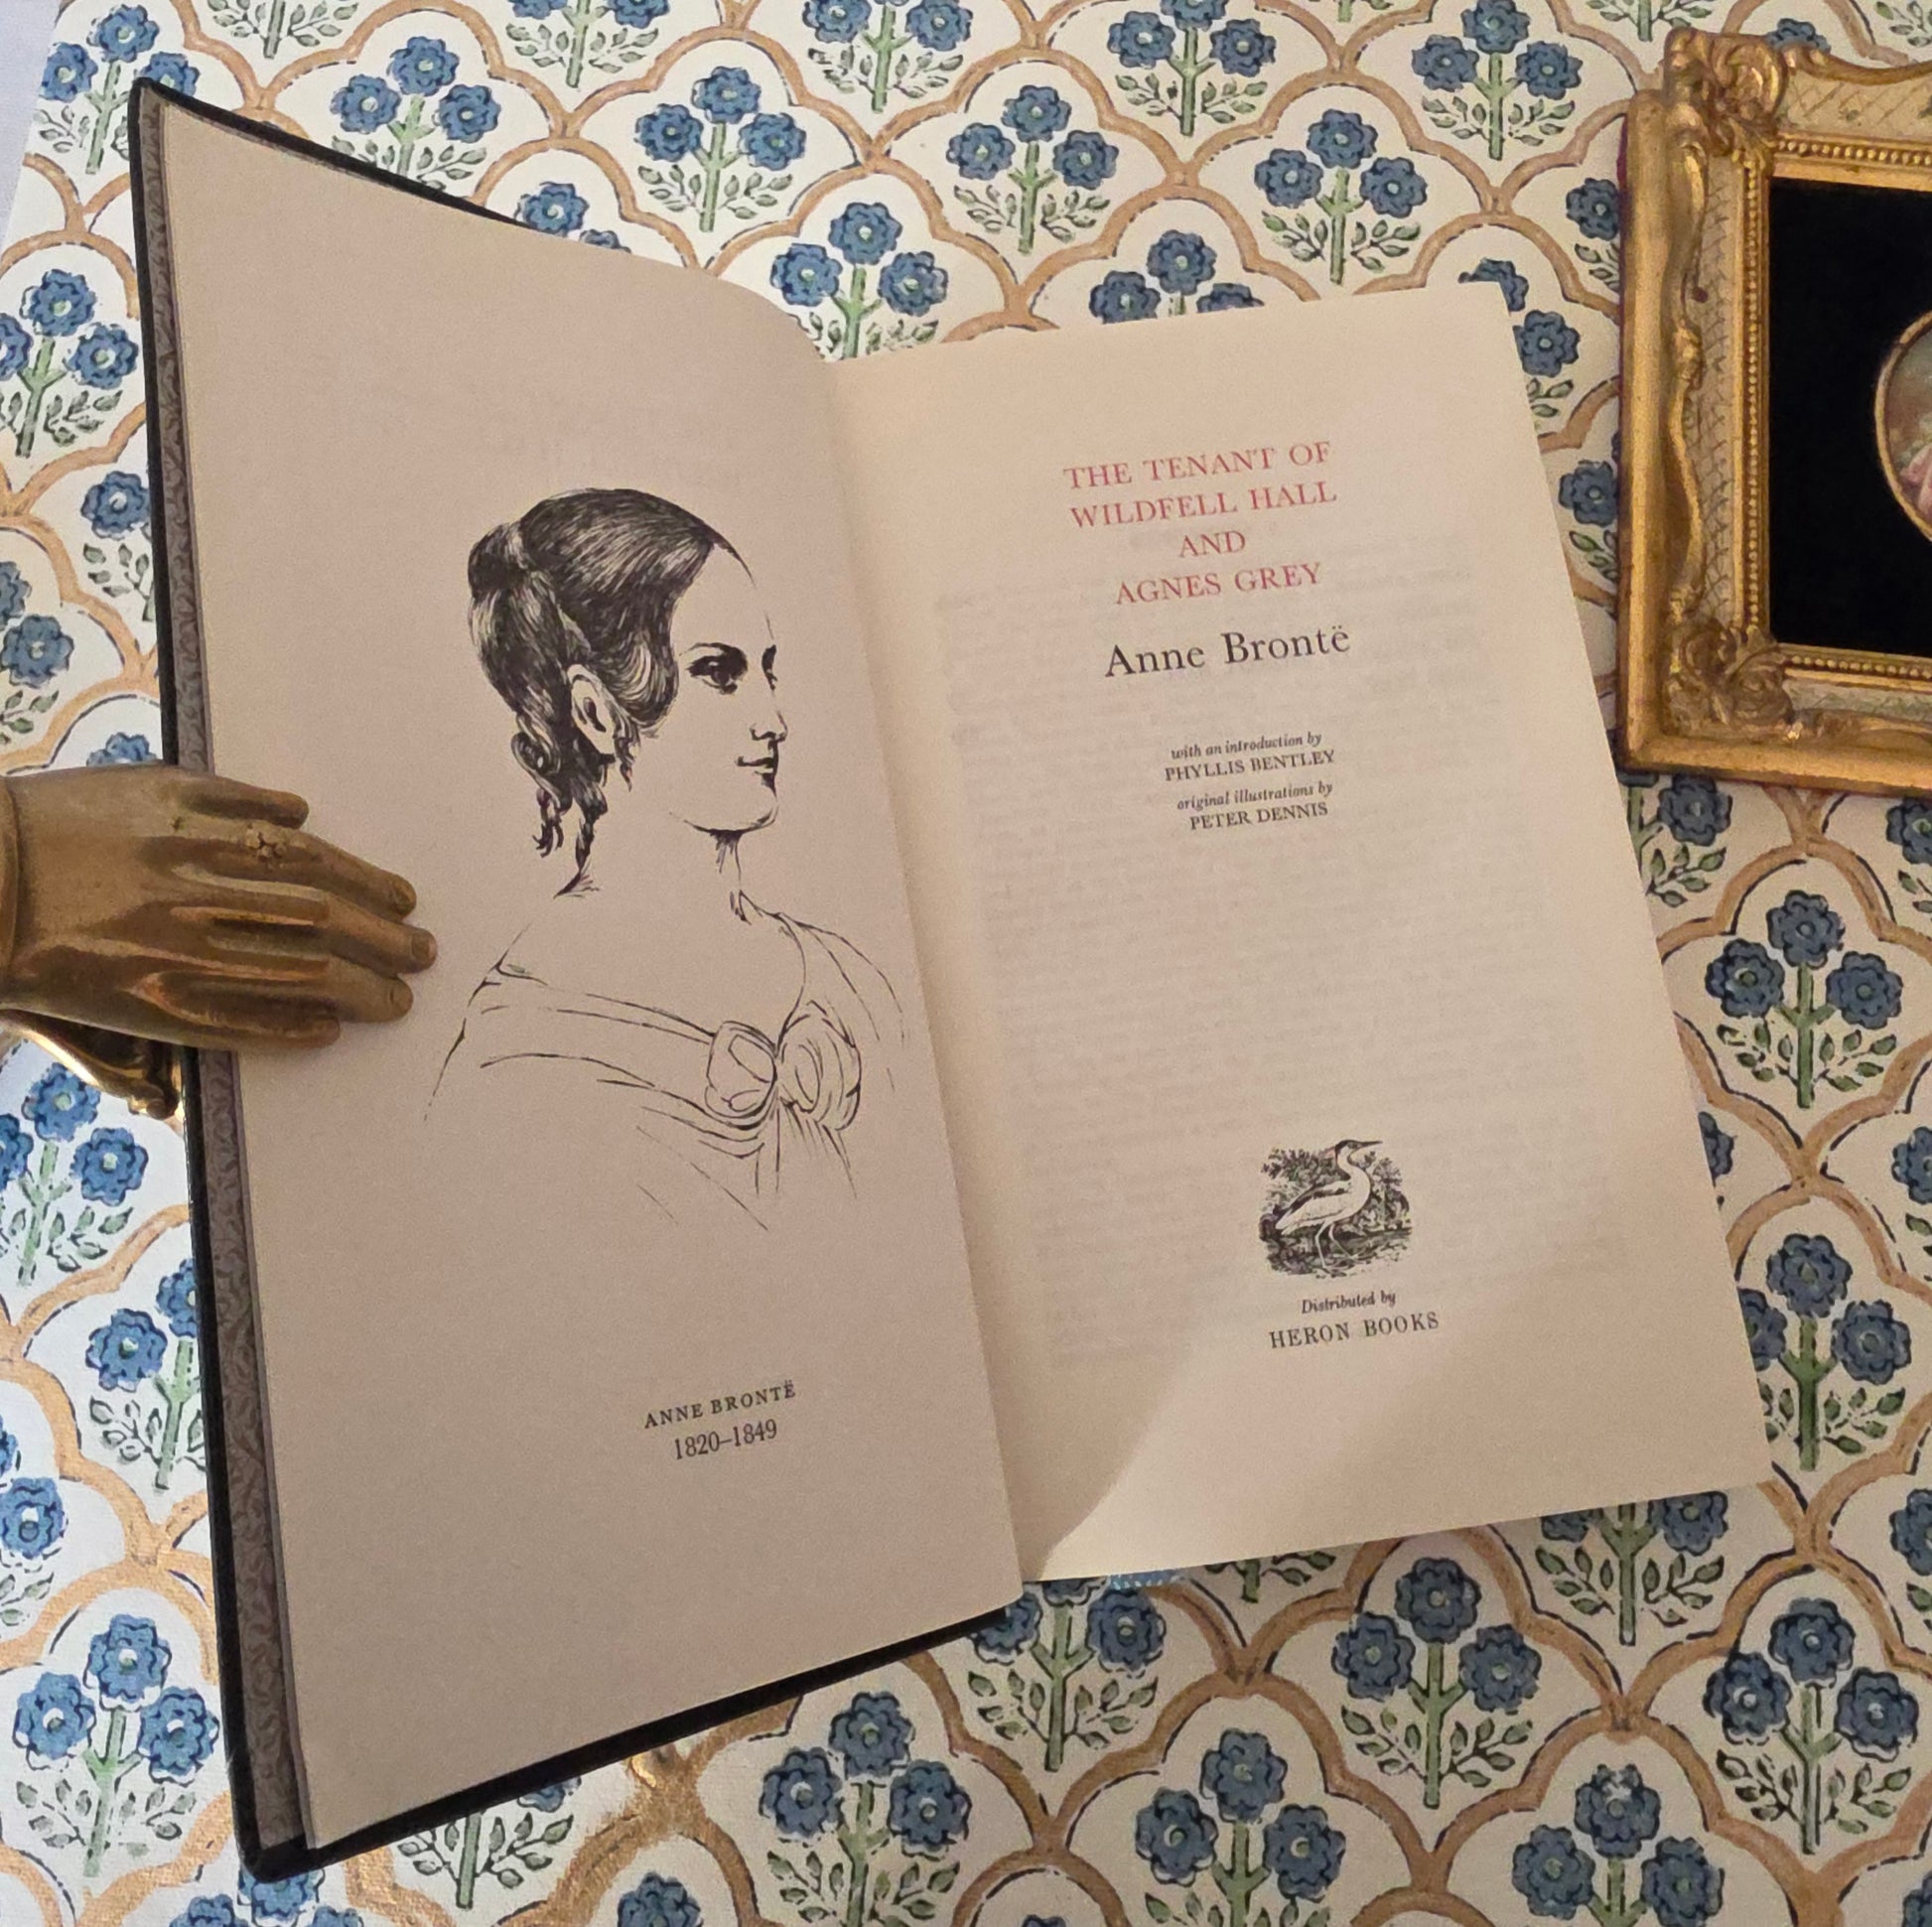 ANNE BRONTË
1820–1849
THE TENANT OF
WILDFELL HALL
AND
AGNES GREY
Anne Brontë
with an introduction by
PHYLLIS BENTLEY
original illustrations by
PETER DENNIS
Distributed by
HERON BOOKS